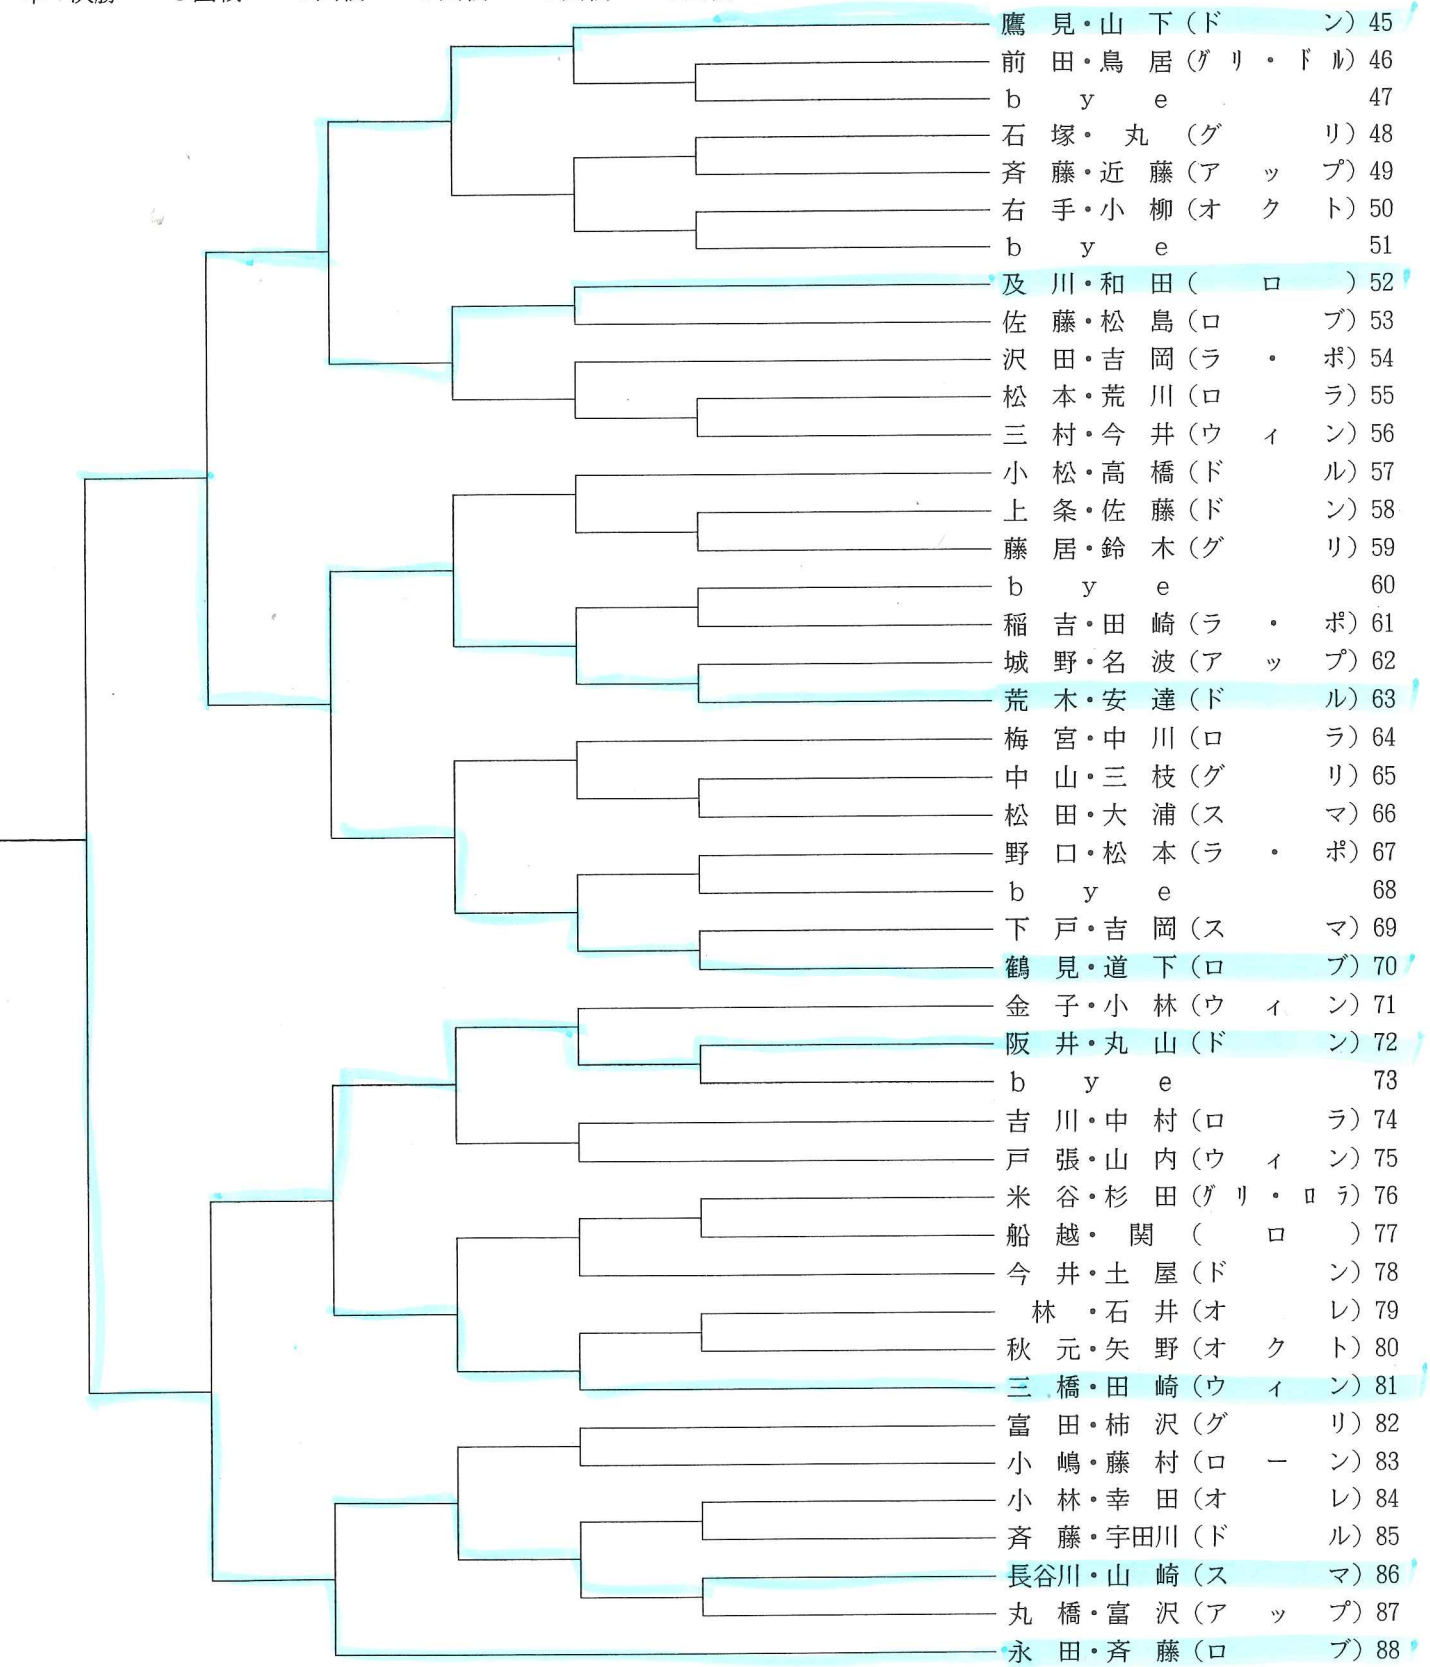 鷹見・山下(ドン) 45
前田・鳥居(グリ・ドル) 46
bye 47
石塚・丸(グリ) 48
斉藤・近藤(アップ) 49
右手・小柳(オクト) 50
bye 51
及川・和田(ロ) 52
佐藤・松島(ロブ) 53
沢田・吉岡(ラ・ポ) 54
松本・荒川(ロラ) 55
三村・今井(ウィン) 56
小松・高橋(ドル) 57
上条・佐藤(ドン) 58
藤居・鈴木(グリ) 59
bye 60
稲吉・田崎(ラ・ポ) 61
城野・名波(アップ) 62
荒木・安達(ドル) 63
梅宮・中川(ロラ) 64
中山・三枝(グリ) 65
松田・大浦(スマ) 66
野口・松本(ラ・ポ) 67
bye 68
下戸・吉岡(スマ) 69
鶴見・道下(ロブ) 70
金子・小林(ウィン) 71
阪井・丸山(ドン) 72
bye 73
吉川・中村(ロラ) 74
戸張・山内(ウィン) 75
米谷・杉田(グリ・ロラ) 76
船越・関(ロ) 77
今井・土屋(ドン) 78
林・石井(オレ) 79
秋元・矢野(オクト) 80
三橋・田崎(ウィン) 81
富田・柿沢(グリ) 82
小嶋・藤村(ローン) 83
小林・幸田(オレ) 84
斉藤・宇田川(ドル) 85
長谷川・山崎(スマ) 86
丸橋・富沢(アップ) 87
永田・斉藤(ロブ) 88